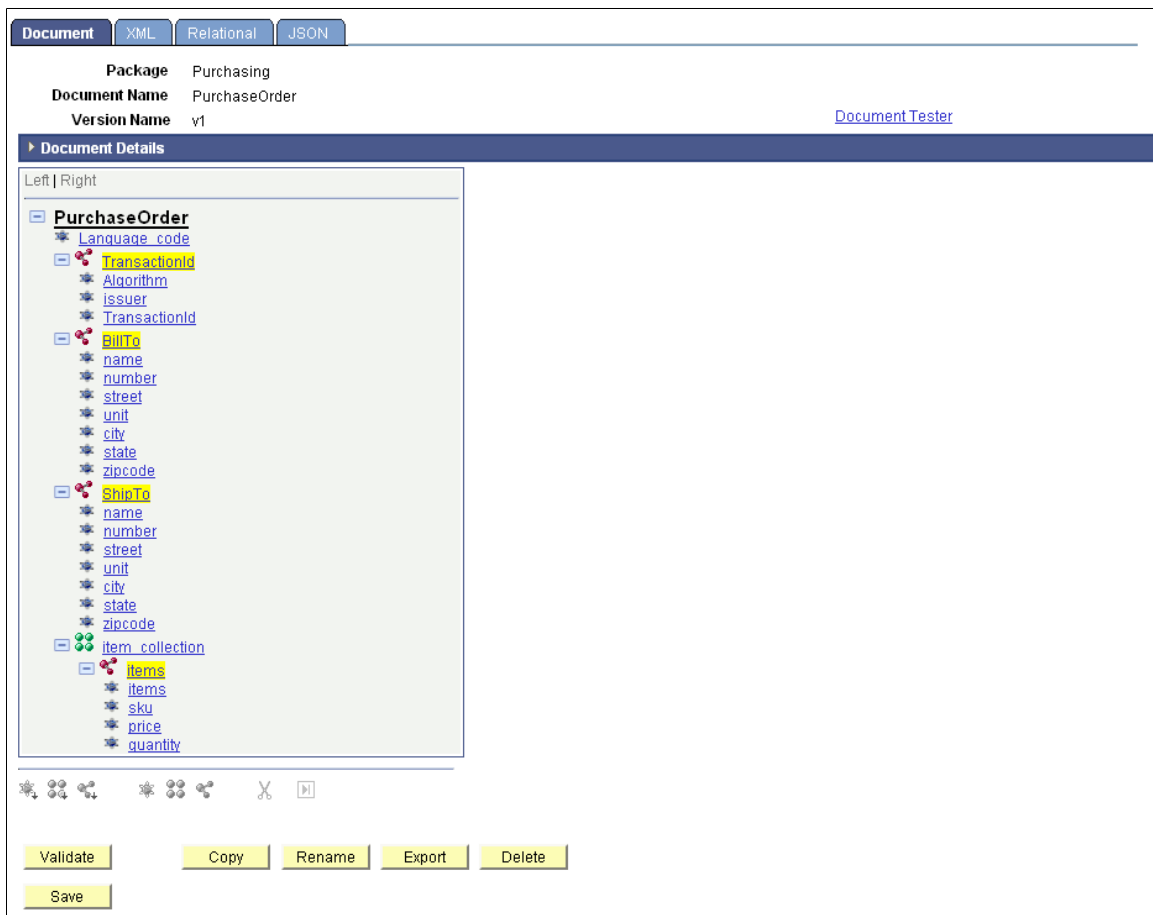 Document XML Relational JSON
Package Purchasing
Document Name PurchaseOrder
Version Name v1
Document Tester
Document Details
Left | Right
PurchaseOrder
Language_code
TransactionId
Algorithm
issuer
TransactionId
BillTo
name
number
street
unit
city
state
zipcode
ShipTo
name
number
street
unit
city
state
zipcode
item_collection
items
items
sku
price
quantity
Validate Copy Rename Export Delete
Save